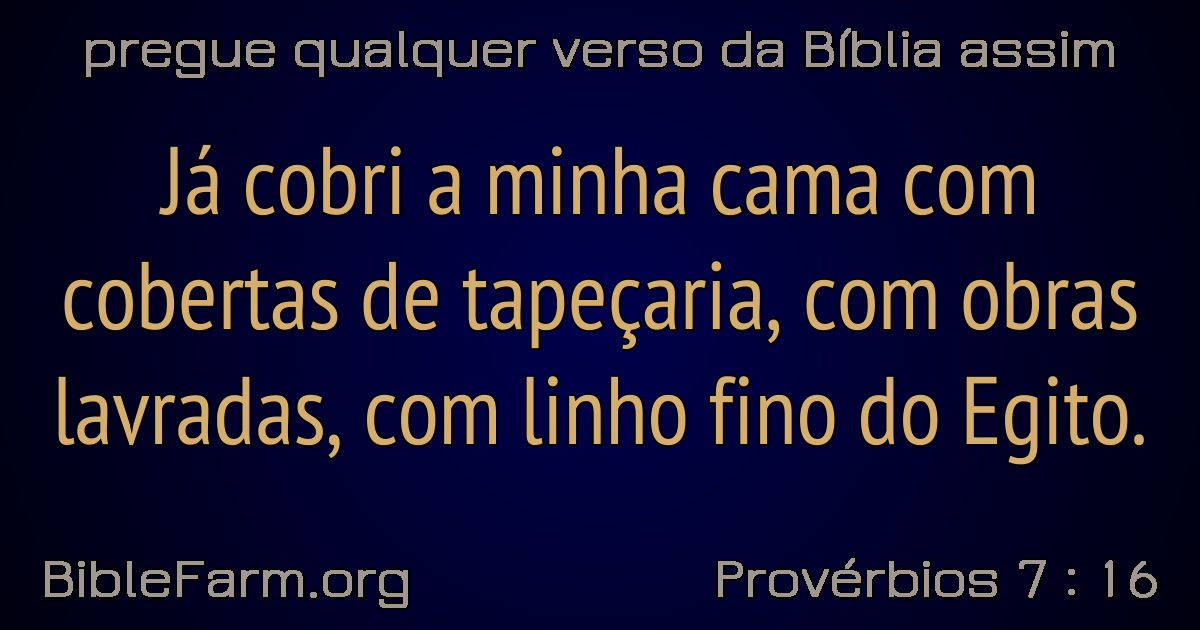 pregue qualquer verso da Bíblia assim
Já cobri a minha cama com
cobertas de tapeçaria, com obras
lavradas, com linho fino do Egito.
BibleFarm.org
Provérbios 7 : 16